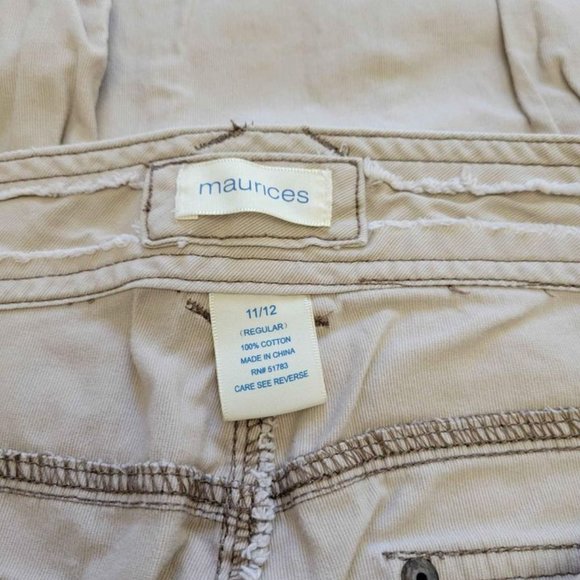 maurices
11/12
(REGULAR)
100% COTTON
MADE IN CHINA
RN# 51783
CARE SEE REVERSE